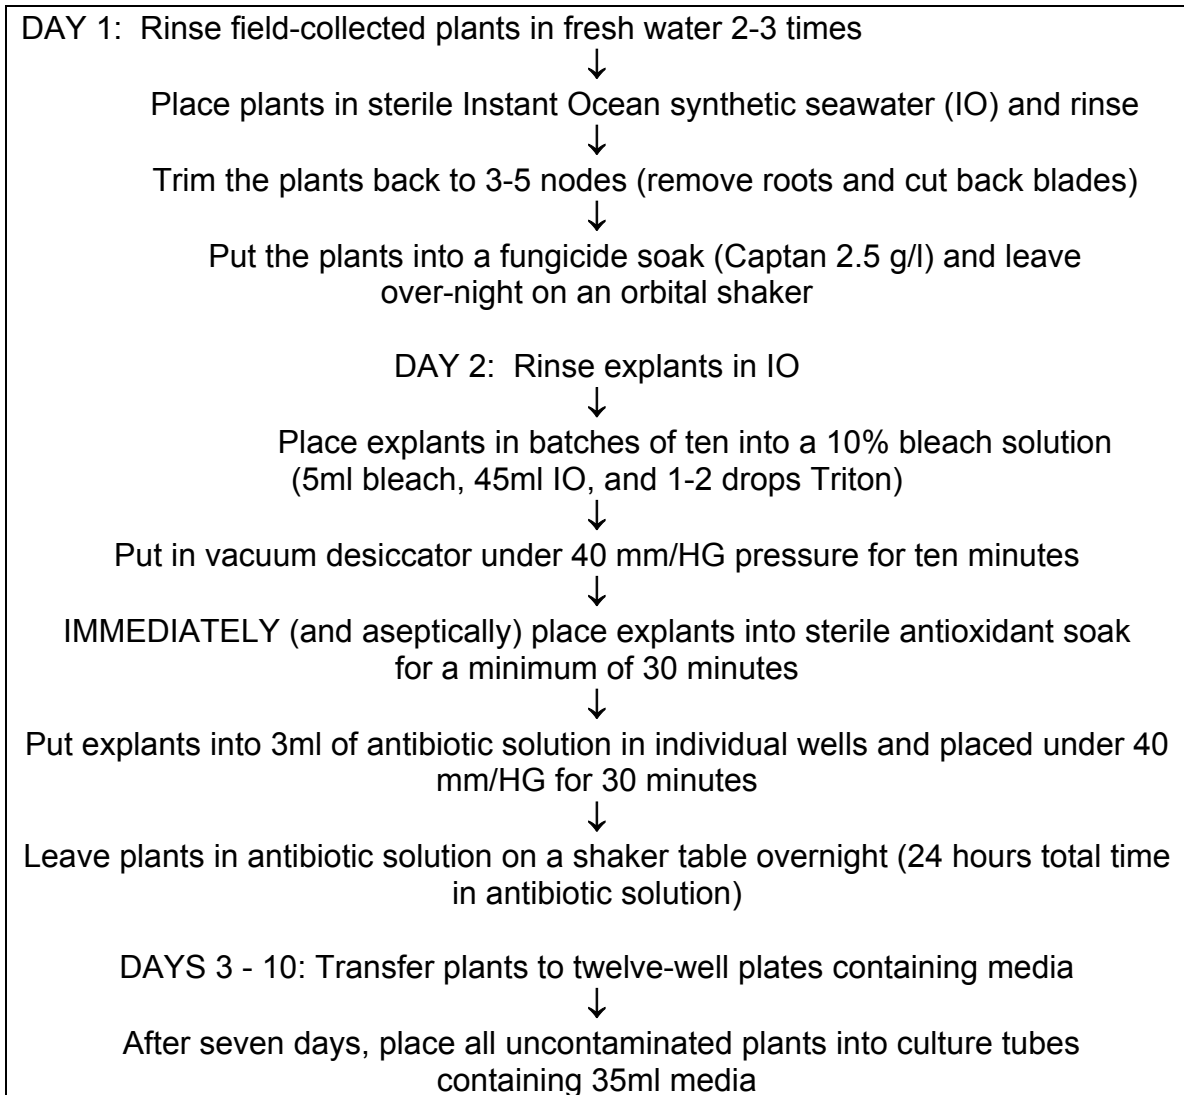 DAY 1:  Rinse field-collected plants in fresh water 2-3 times
↓
Place plants in sterile Instant Ocean synthetic seawater (IO) and rinse
↓
Trim the plants back to 3-5 nodes (remove roots and cut back blades)
↓
Put the plants into a fungicide soak (Captan 2.5 g/l) and leave
over-night on an orbital shaker
DAY 2:  Rinse explants in IO
↓
Place explants in batches of ten into a 10% bleach solution
(5ml bleach, 45ml IO, and 1-2 drops Triton)
↓
Put in vacuum desiccator under 40 mm/HG pressure for ten minutes
↓
IMMEDIATELY (and aseptically) place explants into sterile antioxidant soak
for a minimum of 30 minutes
↓
Put explants into 3ml of antibiotic solution in individual wells and placed under 40
mm/HG for 30 minutes
↓
Leave plants in antibiotic solution on a shaker table overnight (24 hours total time
in antibiotic solution)
DAYS 3 - 10: Transfer plants to twelve-well plates containing media
↓
After seven days, place all uncontaminated plants into culture tubes
containing 35ml media